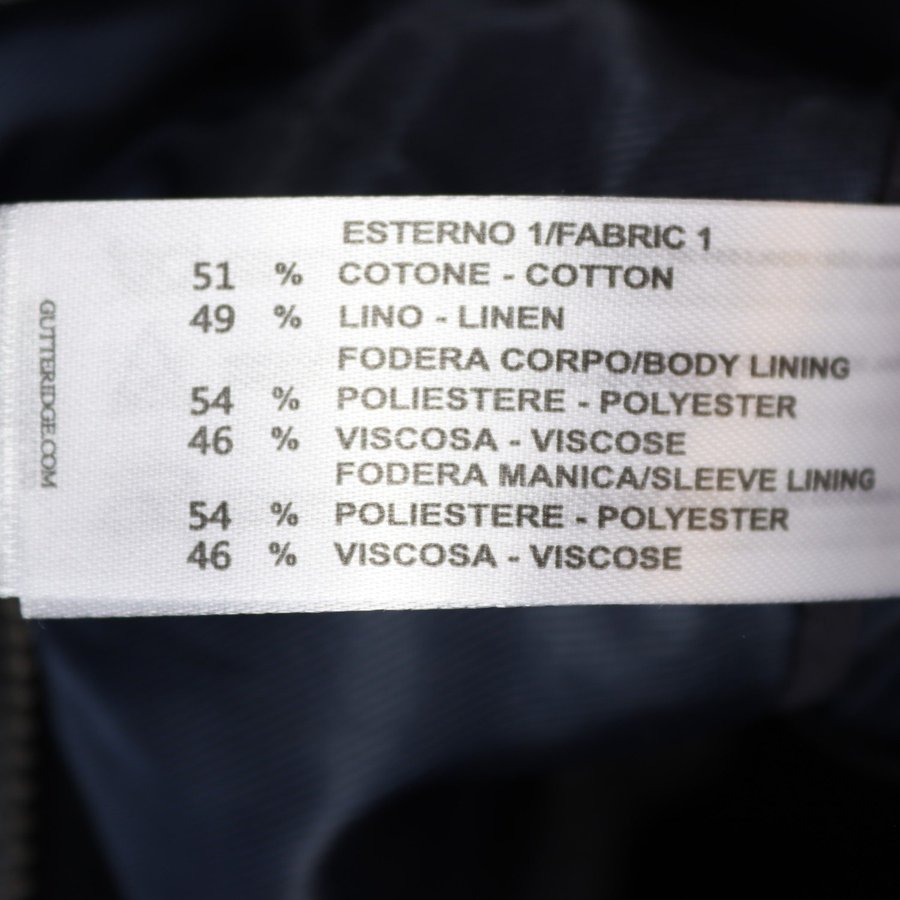 ESTERNO 1/FABRIC 1
51 % COTONE - COTTON
49 % LINO - LINEN
FODERA CORPO/BODY LINING
54 % POLIESTERE - POLYESTER
46 % VISCOSA - VISCOSE
FODERA MANICA/SLEEVE LINING
54 % POLIESTERE - POLYESTER
46 % VISCOSA - VISCOSE
GUTTERIDGE.COM